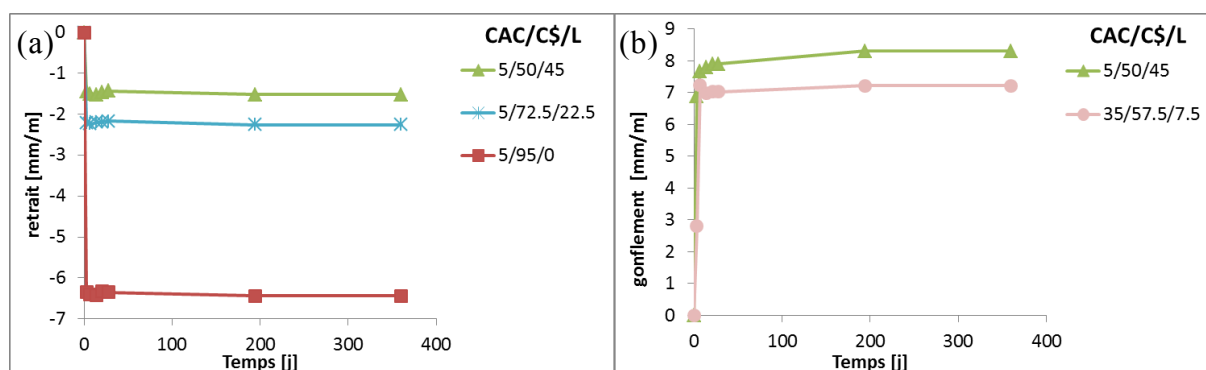 (a)
CAC/C$/L
5/50/45
5/72.5/22.5
5/95/0
retrait [mm/m]
0
-1
-2
-3
-4
-5
-6
-7
0 100 200 300 400
Temps [j]
(b)
CAC/C$/L
5/50/45
35/57.5/7.5
gonflement [mm/m]
9
8
7
6
5
4
3
2
1
0
0 100 200 300 400
Temps [j]